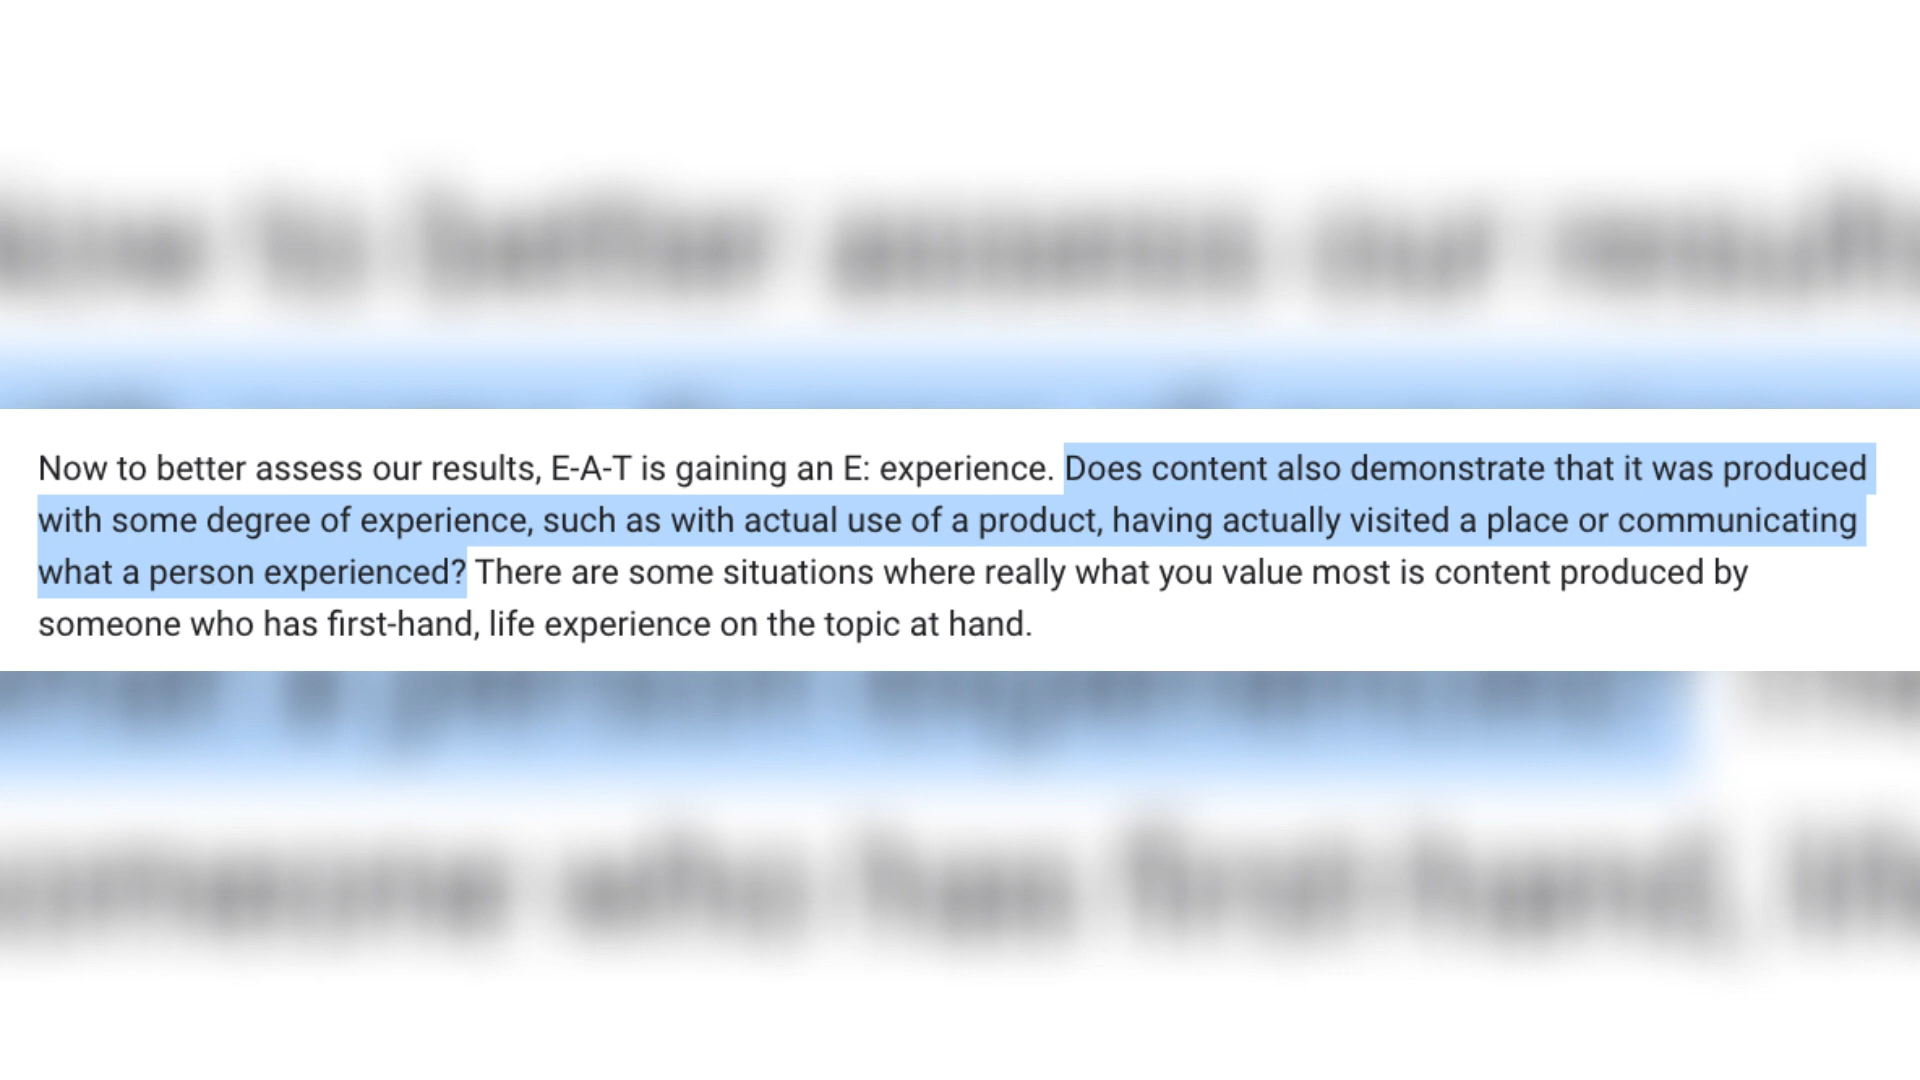 Now to better assess our results, E-A-T is gaining an E: experience. Does content also demonstrate that it was produced
with some degree of experience, such as with actual use of a product, having actually visited a place or communicating
what a person experienced? There are some situations where really what you value most is content produced by
someone who has first-hand, life experience on the topic at hand.